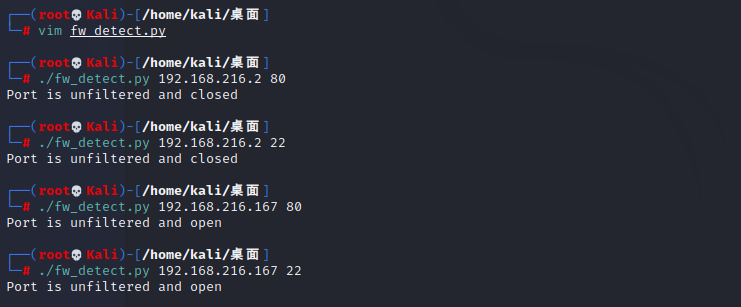 ┌──(root💀Kali)-[/home/kali/桌面]
└─# vim fw_detect.py
┌──(root💀Kali)-[/home/kali/桌面]
└─# ./fw_detect.py 192.168.216.2 80
Port is unfiltered and closed
┌──(root💀Kali)-[/home/kali/桌面]
└─# ./fw_detect.py 192.168.216.2 22
Port is unfiltered and closed
┌──(root💀Kali)-[/home/kali/桌面]
└─# ./fw_detect.py 192.168.216.167 80
Port is unfiltered and open
┌──(root💀Kali)-[/home/kali/桌面]
└─# ./fw_detect.py 192.168.216.167 22
Port is unfiltered and open